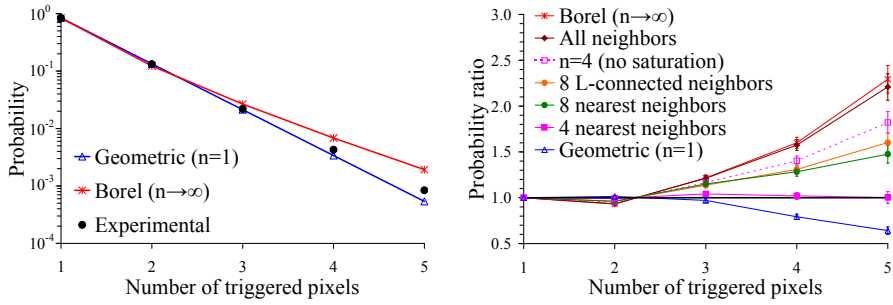 10^0
10^-1
10^-2
10^-3
10^-4
Probability
Geometric (n=1)
Borel (n→∞)
Experimental
1 2 3 4 5
Number of triggered pixels
3.0
2.5
2.0
1.5
1.0
0.5
Probability ratio
Borel (n→∞)
All neighbors
n=4 (no saturation)
8 L-connected neighbors
8 nearest neighbors
4 nearest neighbors
Geometric (n=1)
1 2 3 4 5
Number of triggered pixels